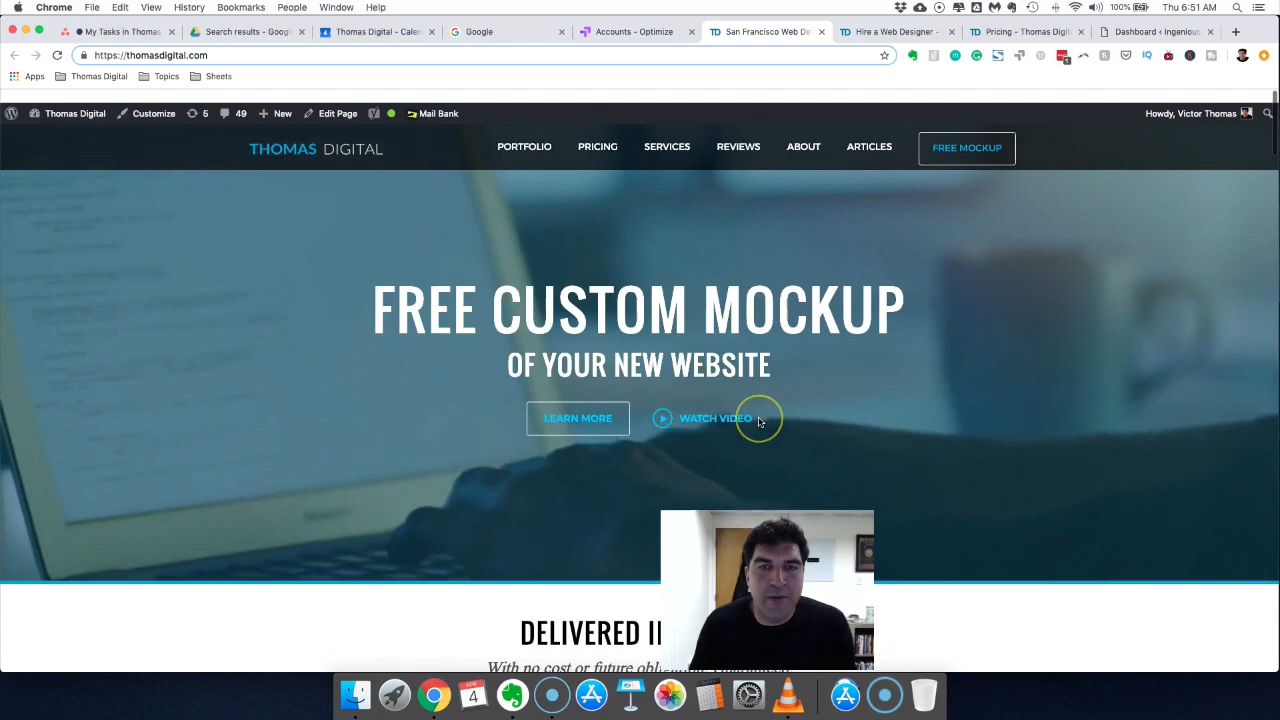 Chrome File Edit View History Bookmarks People Window Help 100% Thu 6:51 AM
My Tasks in Thomas
Search results - Googl
Thomas Digital - Calen
Google
Accounts - Optimize
San Francisco Web De
Hire a Web Designer -
Pricing - Thomas Digit
Dashboard ‹ Ingenious
https://thomasdigital.com
Apps Thomas Digital Topics Sheets
Thomas Digital Customize 5 49 New Edit Page Mail Bank Howdy, Victor Thomas
THOMAS DIGITAL PORTFOLIO PRICING SERVICES REVIEWS ABOUT ARTICLES FREE MOCKUP
FREE CUSTOM MOCKUP
OF YOUR NEW WEBSITE
LEARN MORE WATCH VIDEO
DELIVERED
With no cost or future
APR
4